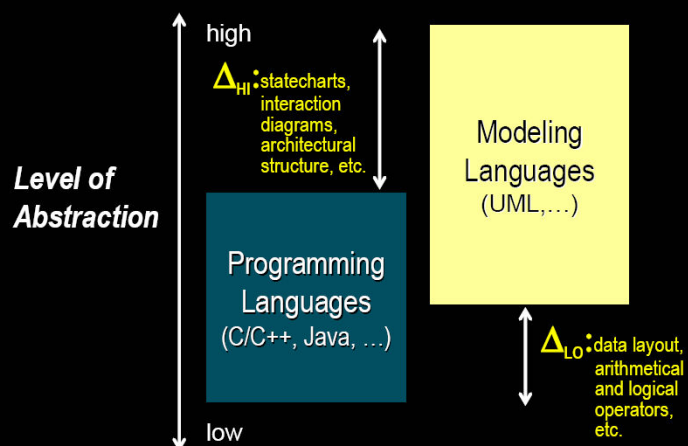 high
ΔHI:statecharts,
interaction
diagrams,
architectural
structure, etc.
Level of
Abstraction
Modeling
Languages
(UML,…)
Programming
Languages
(C/C++, Java, …)
ΔLO:data layout,
arithmetical
and logical
operators,
etc.
low